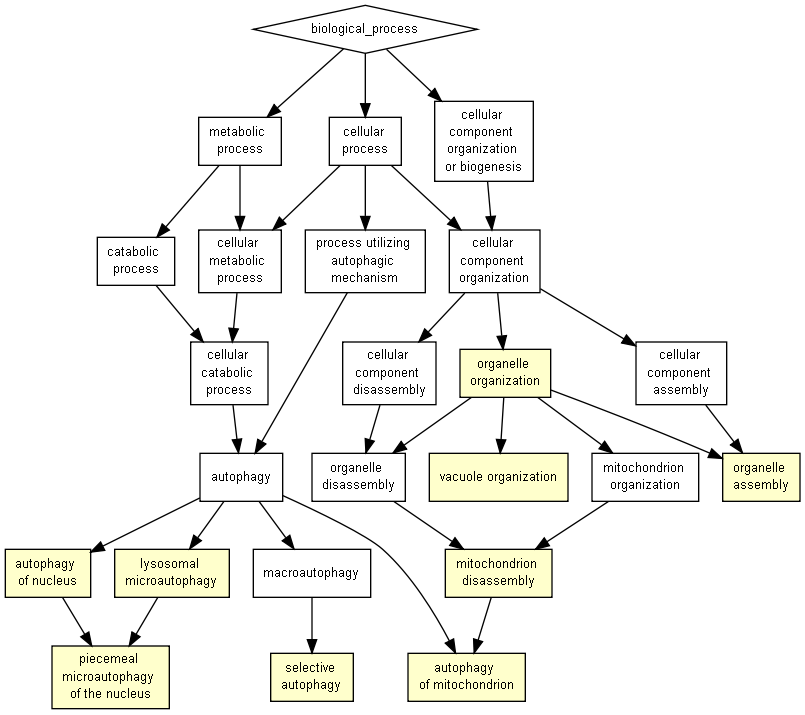 biological_process
metabolic
process
cellular
process
cellular
component
organization
or biogenesis
catabolic
process
cellular
metabolic
process
process utilizing
autophagic
mechanism
cellular
component
organization
cellular
catabolic
process
cellular
component
disassembly
organelle
organization
cellular
component
assembly
autophagy
organelle
disassembly
vacuole organization
mitochondrion
organization
organelle
assembly
autophagy
of nucleus
lysosomal
microautophagy
macroautophagy
mitochondrion
disassembly
piecemeal
microautophagy
of the nucleus
selective
autophagy
autophagy
of mitochondrion